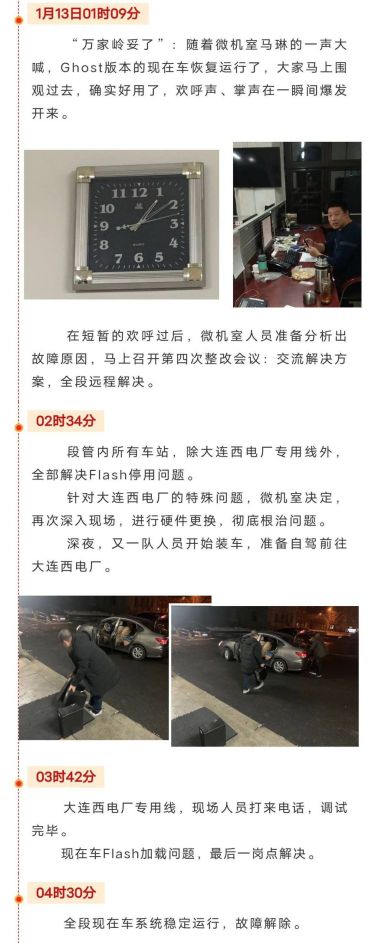 1月13日01时09分
“万家岭妥了”：随着微机室马琳的一声大
喊，Ghost版本的现在车恢复运行了，大家马上围
观过去，确实好用了，欢呼声、掌声在一瞬间爆发
开来。
11 12 1
10 2
9 3
8 4
7 6 5
QUARTZ
在短暂的欢呼过后，微机室人员准备分析出
故障原因，马上召开第四次整改会议：交流解决方
案，全段远程解决。
02时34分
段管内所有车站，除大连西电厂专用线外，
全部解决Flash停用问题。
针对大连西电厂的特殊问题，微机室决定，
再次深入现场，进行硬件更换，彻底根治问题。
深夜，又一队人员开始装车，准备自驾前往
大连西电厂。
03时42分
大连西电厂专用线，现场人员打来电话，调试
完毕。
现在车Flash加载问题，最后一岗点解决。
04时30分
全段现在车系统稳定运行，故障解除。